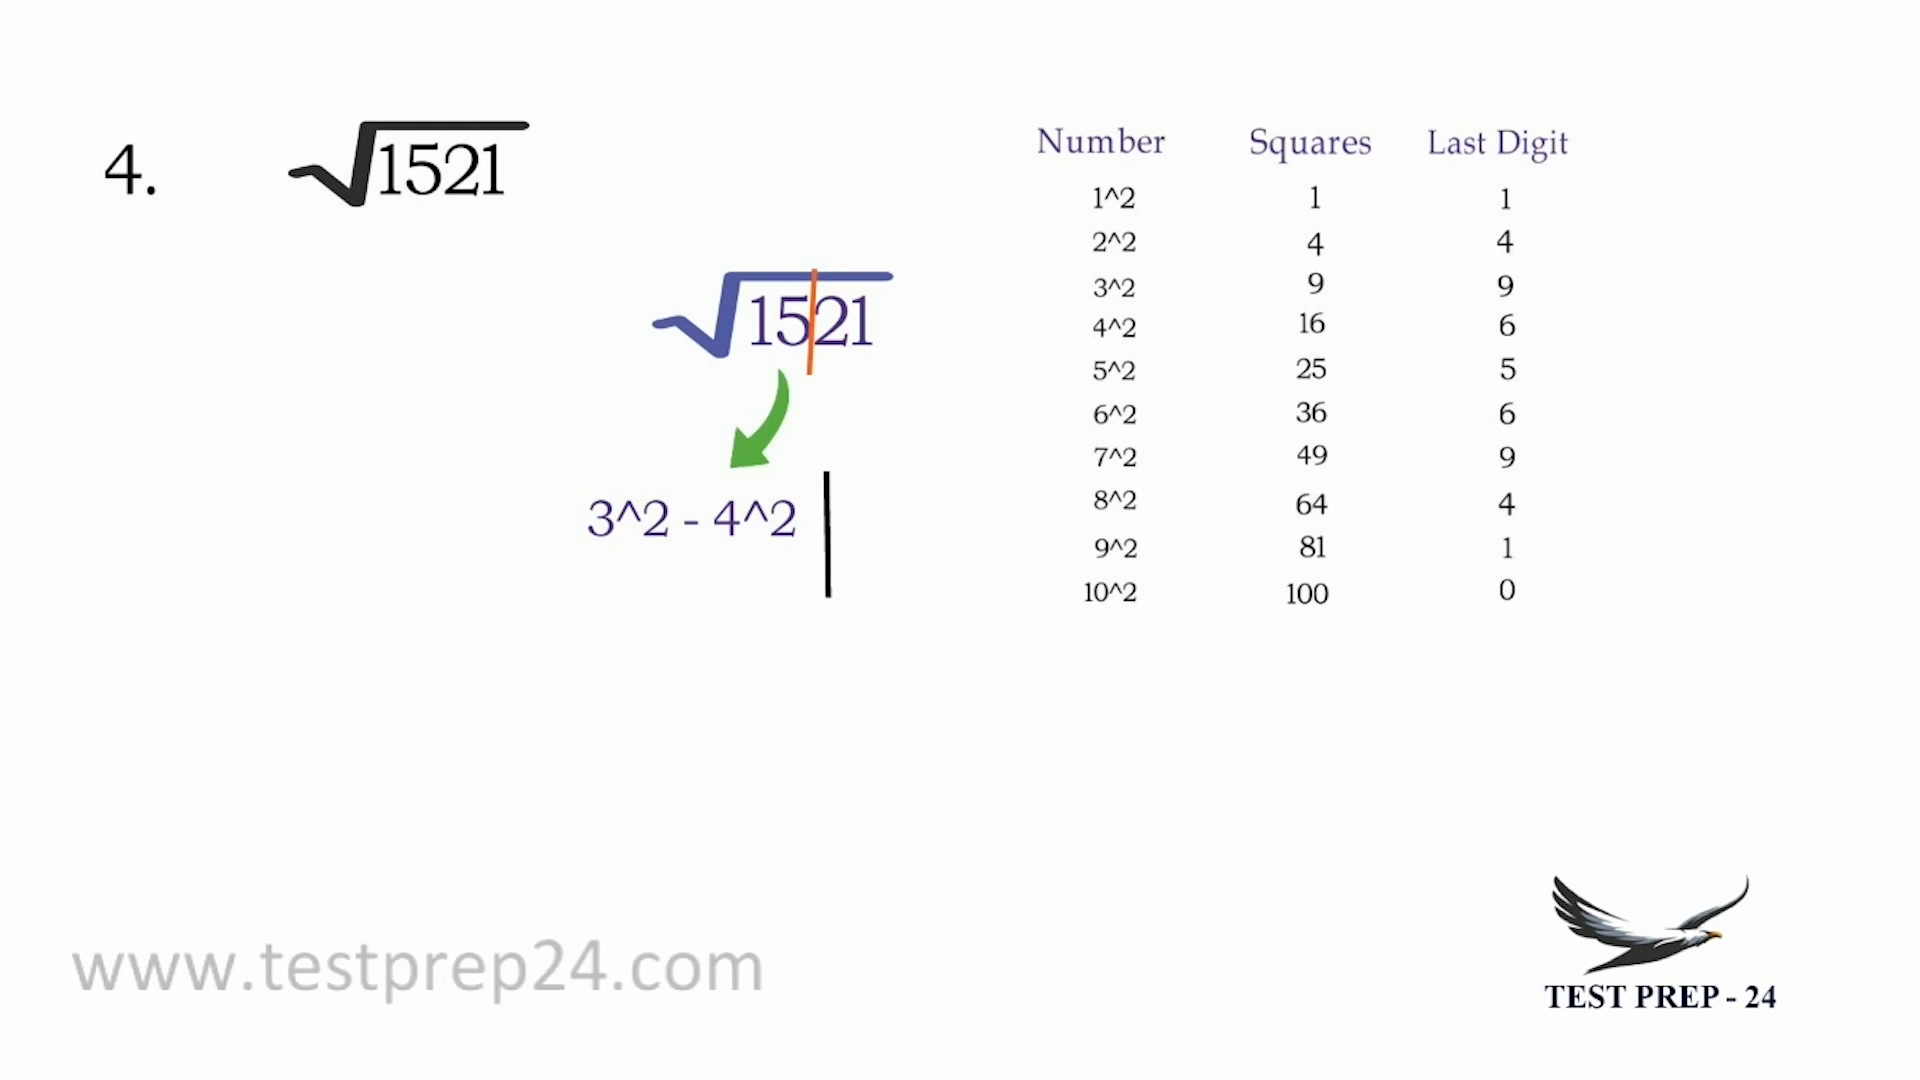 4. √1521
√1521
3^2 - 4^2
Number Squares Last Digit
1^2 1 1
2^2 4 4
3^2 9 9
4^2 16 6
5^2 25 5
6^2 36 6
7^2 49 9
8^2 64 4
9^2 81 1
10^2 100 0
www.testprep24.com
TEST PREP - 24